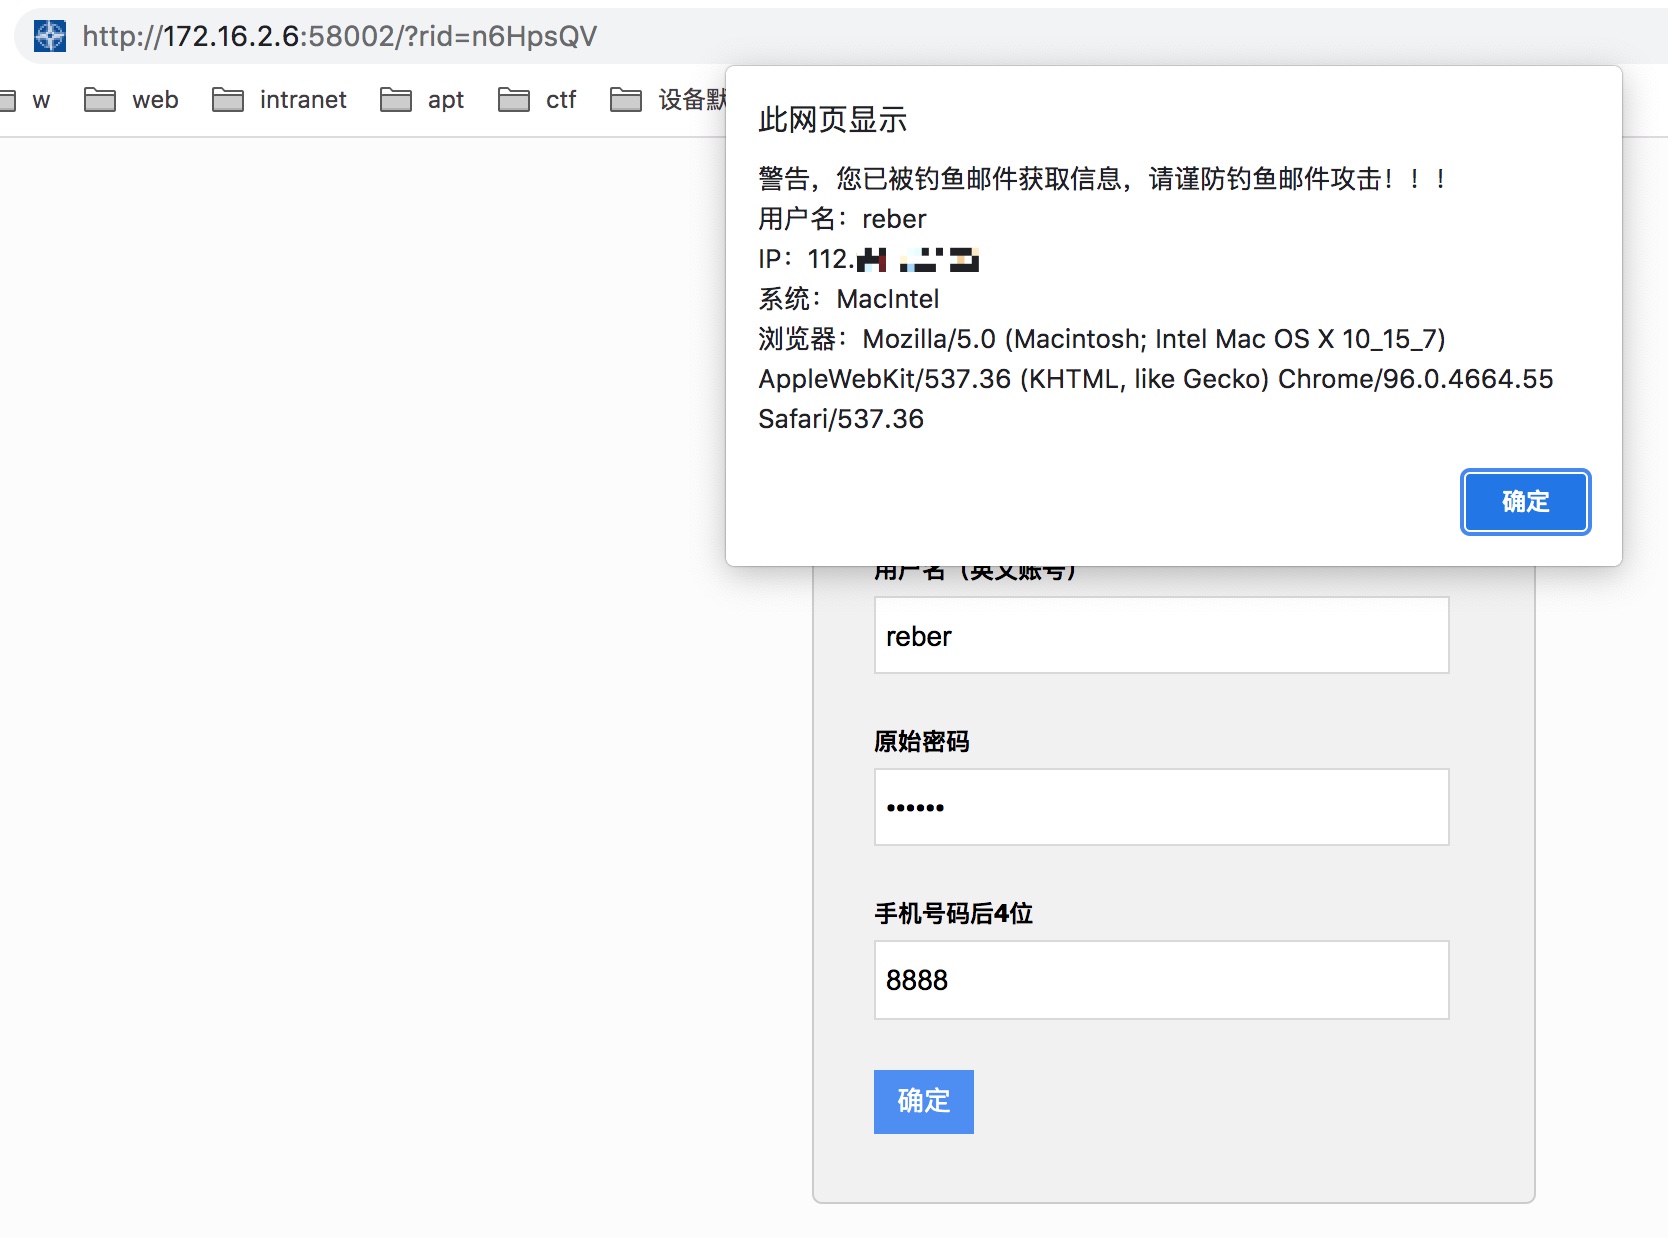 http://172.16.2.6:58002/?rid=n6HpsQV
w web intranet apt ctf 设备默
此网页显示
警告，您已被钓鱼邮件获取信息，请谨防钓鱼邮件攻击！！！
用户名：reber
IP：112.
系统：MacIntel
浏览器：Mozilla/5.0 (Macintosh; Intel Mac OS X 10_15_7)
AppleWebKit/537.36 (KHTML, like Gecko) Chrome/96.0.4664.55
Safari/537.36
确定
用户名（英文账号）
reber
原始密码
••••••
手机号码后4位
8888
确定